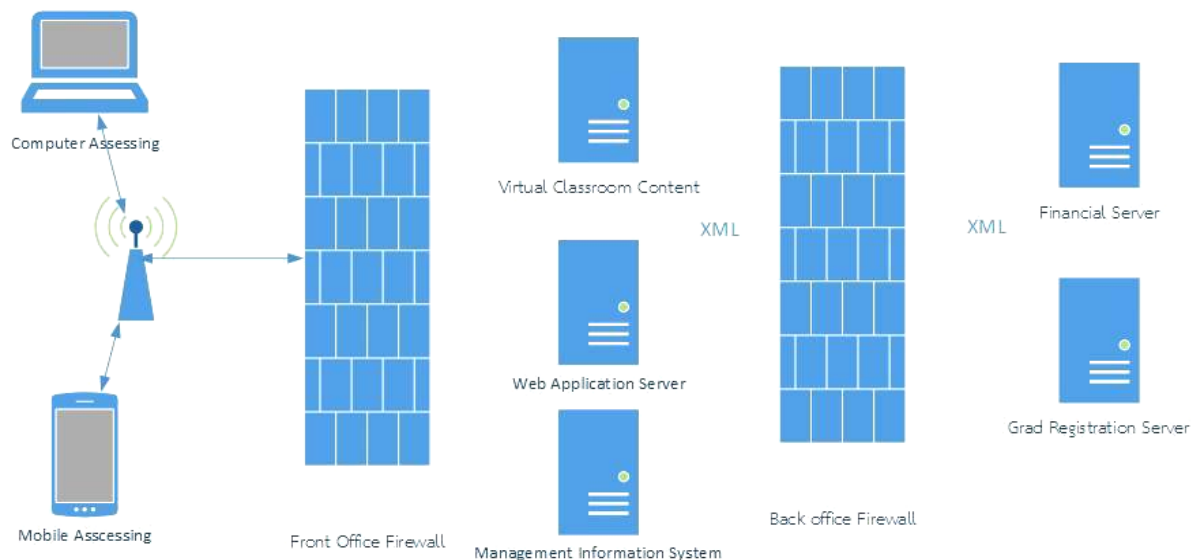 Computer Assessing
Mobile Asscessing
Front Office Firewall
Virtual Classroom Content
Web Application Server
Management Information System
XML
Back office Firewall
XML
Financial Server
Grad Registration Server